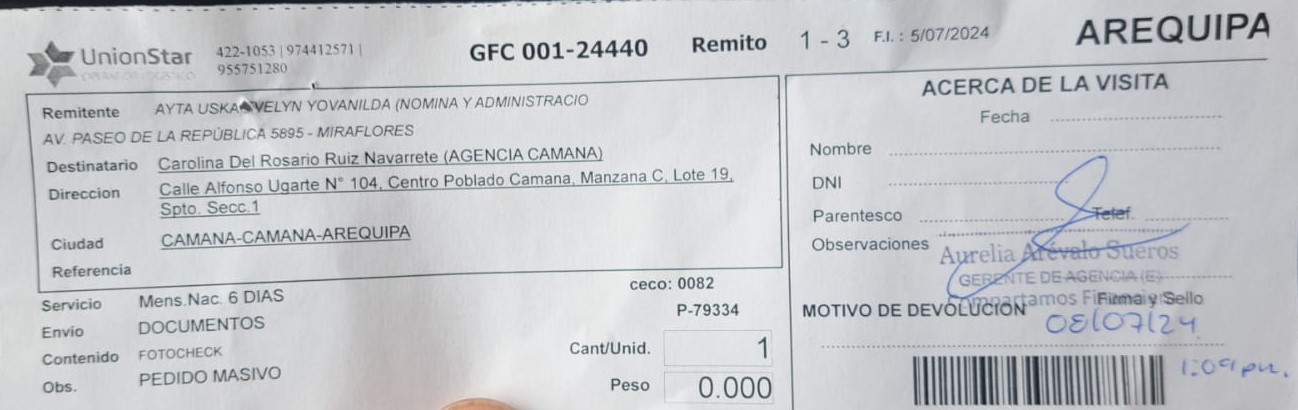 UnionStar
OPERADOR LOGISTICO
422-1053 | 974412571 |
955751280
GFC 001-24440
Remito 1 - 3 F.I. : 5/07/2024
AREQUIPA
Remitente AYTA USKA VELYN YOVANILDA (NOMINA Y ADMINISTRACIO
AV. PASEO DE LA REPÚBLICA 5895 - MIRAFLORES
Destinatario Carolina Del Rosario Ruiz Navarrete (AGENCIA CAMANA)
Direccion Calle Alfonso Ugarte N° 104, Centro Poblado Camana, Manzana C, Lote 19,
Spto. Secc.1
Ciudad CAMANA-CAMANA-AREQUIPA
Referencia
Servicio Mens.Nac. 6 DIAS
Envio DOCUMENTOS
Contenido FOTOCHECK
Obs. PEDIDO MASIVO
ceco: 0082
P-79334
Cant/Unid. 1
Peso 0.000
ACERCA DE LA VISITA
Fecha
Nombre
DNI
Parentesco Telef.
Observaciones
Aurelia Arévalo Sueros
GERENTE DE AGENCIA (E)
Compartamos
Firma y Sello
MOTIVO DE DEVOLUCION
08/07/24
1:09 pm.